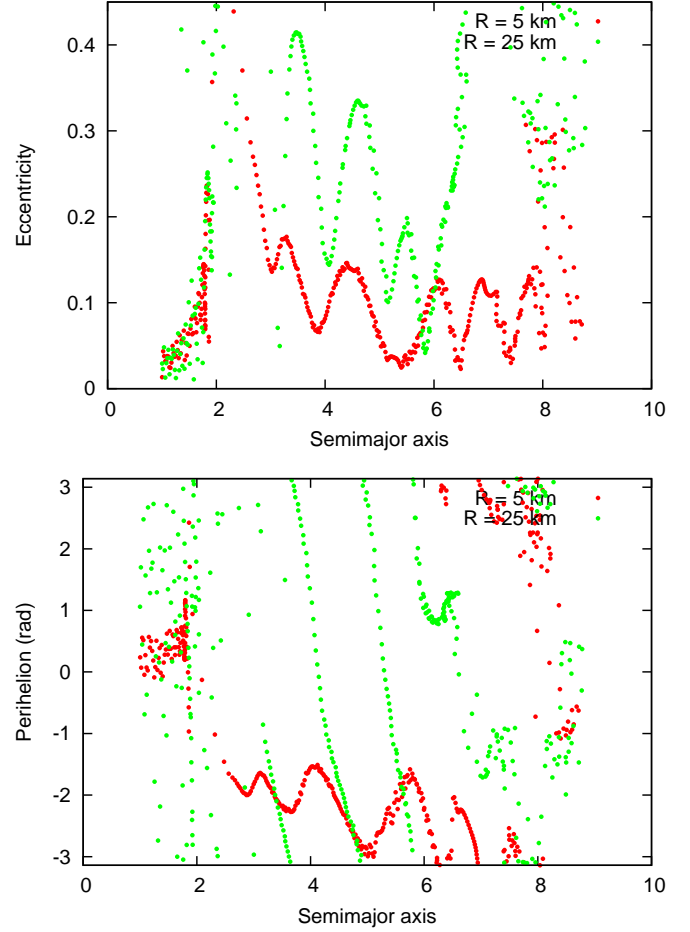 0.4
0.3
0.2
0.1
0
Eccentricity
R = 5 km
R = 25 km
0 2 4 6 8 10
Semimajor axis
3
2
1
0
-1
-2
-3
Perihelion (rad)
R = 5 km
R = 25 km
0 2 4 6 8 10
Semimajor axis